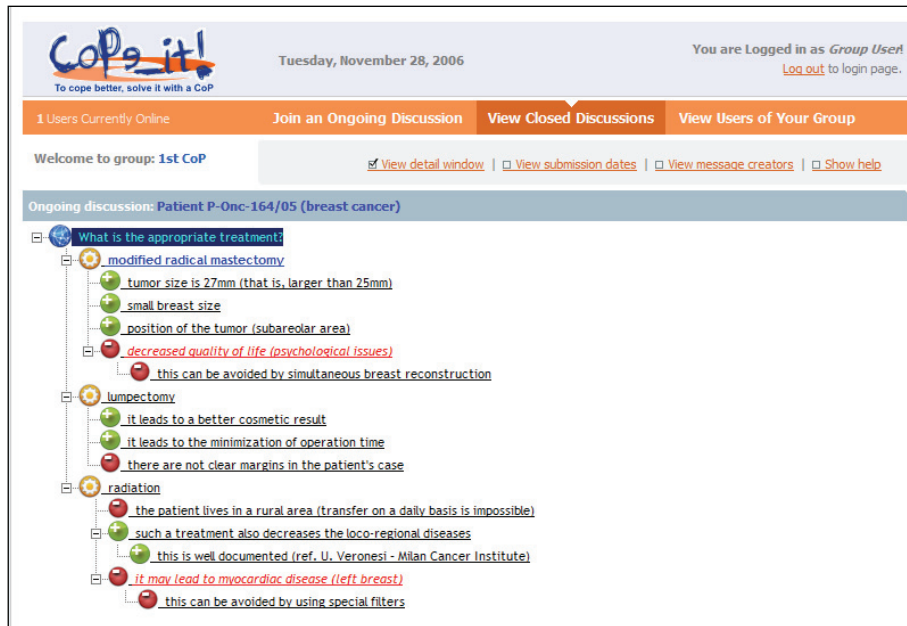 CoPe_it!
To cope better, solve it with a CoP
Tuesday, November 28, 2006
You are Logged in as Group User!
Log out to login page.
1 Users Currently Online
Join an Ongoing Discussion
View Closed Discussions
View Users of Your Group
Welcome to group: 1st CoP
View detail window | View submission dates | View message creators | Show help
Ongoing discussion: Patient P-Onc-164/05 (breast cancer)
What is the appropriate treatment?
modified radical mastectomy
tumor size is 27mm (that is, larger than 25mm)
small breast size
position of the tumor (subareolar area)
decreased quality of life (psychological issues)
this can be avoided by simultaneous breast reconstruction
lumpectomy
it leads to a better cosmetic result
it leads to the minimization of operation time
there are not clear margins in the patient's case
radiation
the patient lives in a rural area (transfer on a daily basis is impossible)
such a treatment also decreases the loco-regional diseases
this is well documented (ref. U. Veronesi - Milan Cancer Institute)
it may lead to myocardiac disease (left breast)
this can be avoided by using special filters